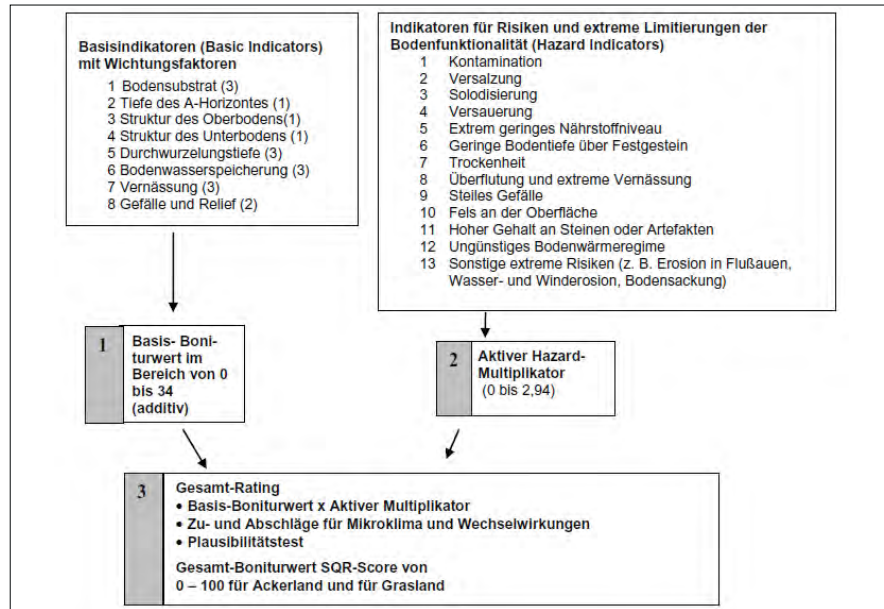 Basisindikatoren (Basic Indicators)
mit Wichtungsfaktoren
1 Bodensubstrat (3)
2 Tiefe des A-Horizontes (1)
3 Struktur des Oberbodens(1)
4 Struktur des Unterbodens (1)
5 Durchwurzelungstiefe (3)
6 Bodenwasserspeicherung (3)
7 Vernässung (3)
8 Gefälle und Relief (2)
Indikatoren für Risiken und extreme Limitierungen der
Bodenfunktionalität (Hazard Indicators)
1 Kontamination
2 Versalzung
3 Solodisierung
4 Versauerung
5 Extrem geringes Nährstoffniveau
6 Geringe Bodentiefe über Festgestein
7 Trockenheit
8 Überflutung und extreme Vernässung
9 Steiles Gefälle
10 Fels an der Oberfläche
11 Hoher Gehalt an Steinen oder Artefakten
12 Ungünstiges Bodenwärmeregime
13 Sonstige extreme Risiken (z. B. Erosion in Flußauen,
Wasser- und Winderosion, Bodensackung)
1
Basis- Boni-
turwert im
Bereich von 0
bis 34
(additiv)
2
Aktiver Hazard-
Multiplikator
(0 bis 2,94)
3
Gesamt-Rating
• Basis-Boniturwert x Aktiver Multiplikator
• Zu- und Abschläge für Mikroklima und Wechselwirkungen
• Plausibilitätstest
Gesamt-Boniturwert SQR-Score von
0 – 100 für Ackerland und für Grasland